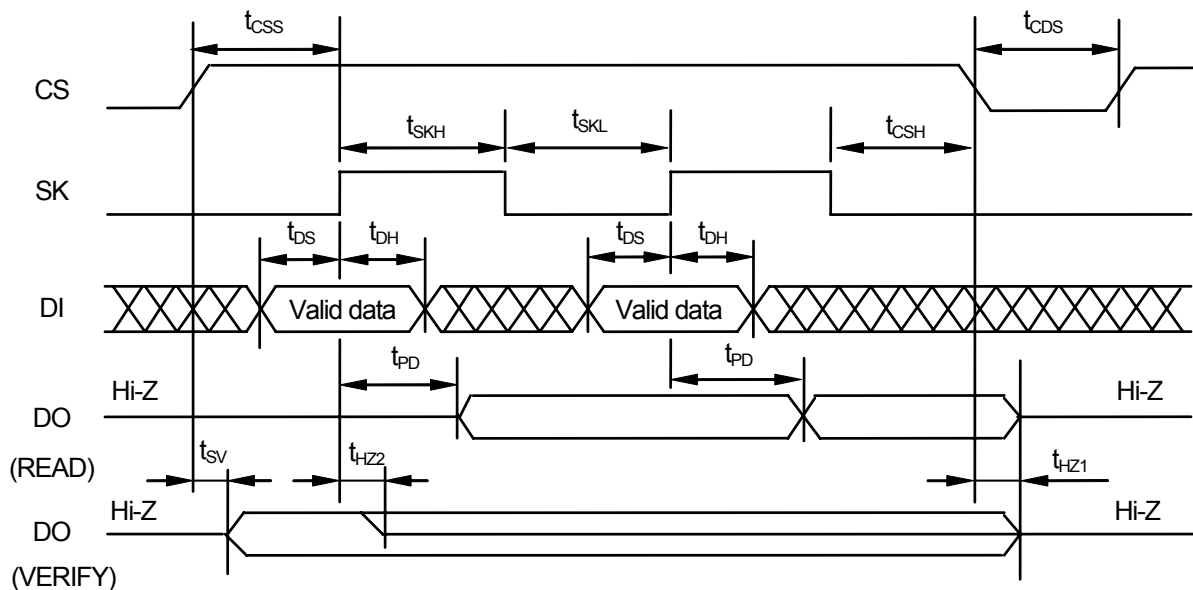 tCSS
tCDS
CS
tSKH
tSKL
tCSH
SK
tDS
tDH
tDS
tDH
DI
Valid data
Valid data
tPD
tPD
Hi-Z
Hi-Z
DO
(READ)
tSV
tHZ2
tHZ1
Hi-Z
Hi-Z
DO
(VERIFY)